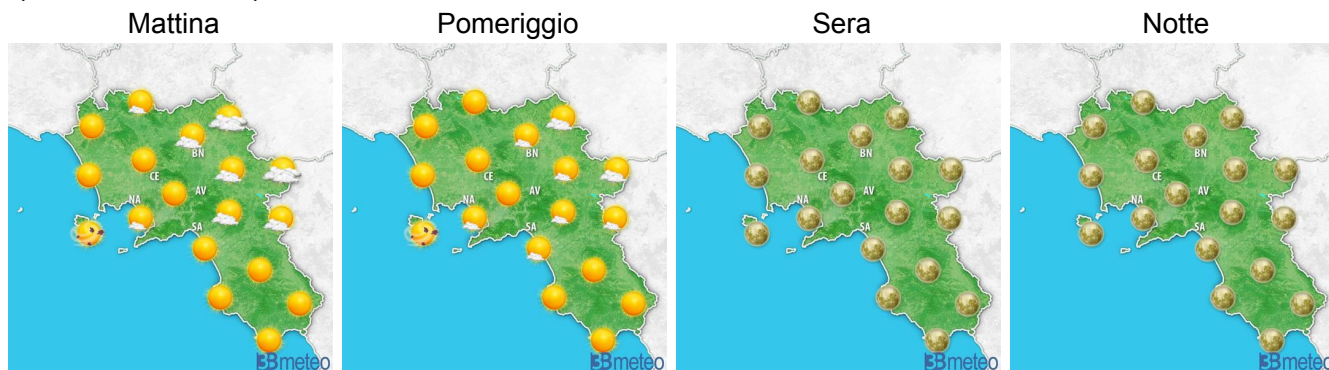 Mattina
Pomeriggio
Sera
Notte
BN
CE
AV
NA
SA
3Bmeteo
BN
CE
AV
NA
SA
3Bmeteo
BN
CE
AV
NA
SA
3Bmeteo
BN
CE
AV
NA
SA
3Bmeteo